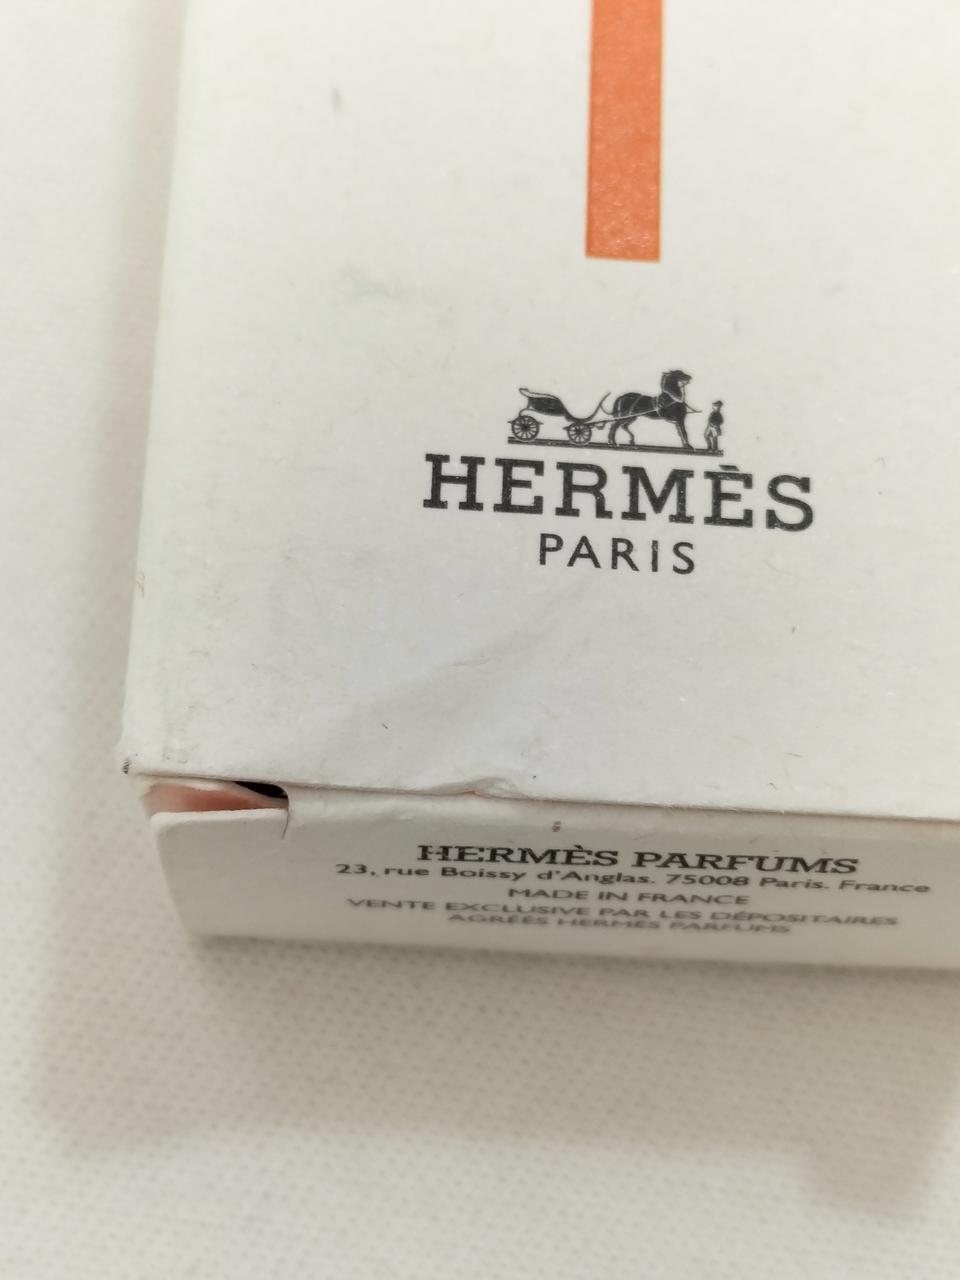 HERMÈS
PARIS
HERMÈS PARFUMS
23, rue Boissy d'Anglas. 75008 Paris. France
MADE IN FRANCE
VENTE EXCLUSIVE PAR LES DÉPOSITAIRES
AGRÉÉS HERMÈS PARFUMS